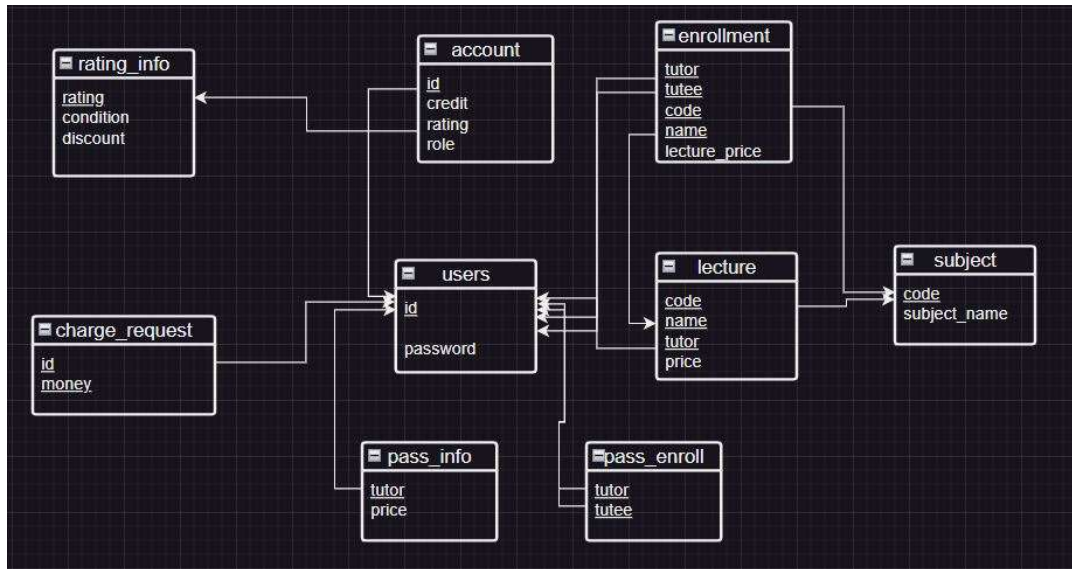 rating_info
rating
condition
discount
account
id
credit
rating
role
enrollment
tutor
tutee
code
name
lecture_price
users
id
password
lecture
code
name
tutor
price
subject
code
subject_name
charge_request
id
money
pass_info
tutor
price
pass_enroll
tutor
tutee